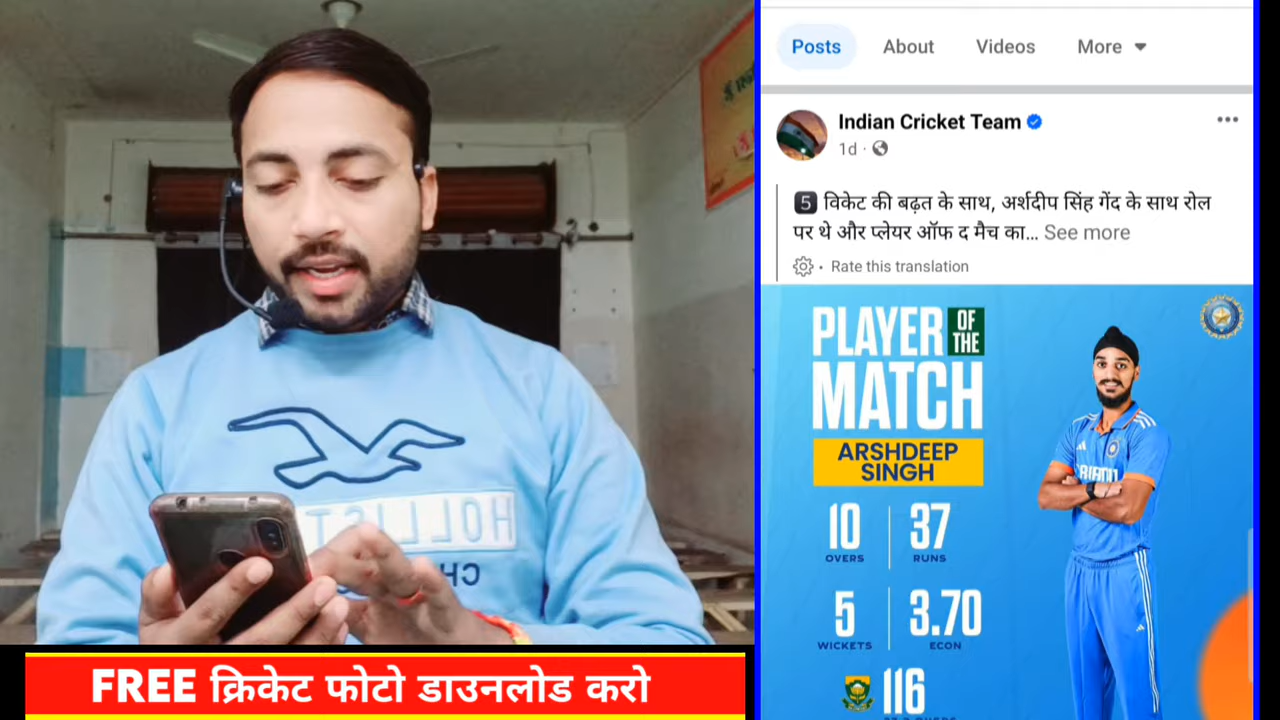 Posts
About
Videos
More
Indian Cricket Team
1d ·
5 विकेट की बढ़त के साथ, अर्शदीप सिंह गेंद के साथ रोल
पर थे और प्लेयर ऑफ द मैच का... See more
Rate this translation
PLAYER OF THE
MATCH
ARSHDEEP
SINGH
10 37
OVERS RUNS
5 3.70
WICKETS ECON
116
HOLLIST
FREE क्रिकेट फोटो डाउनलोड करो